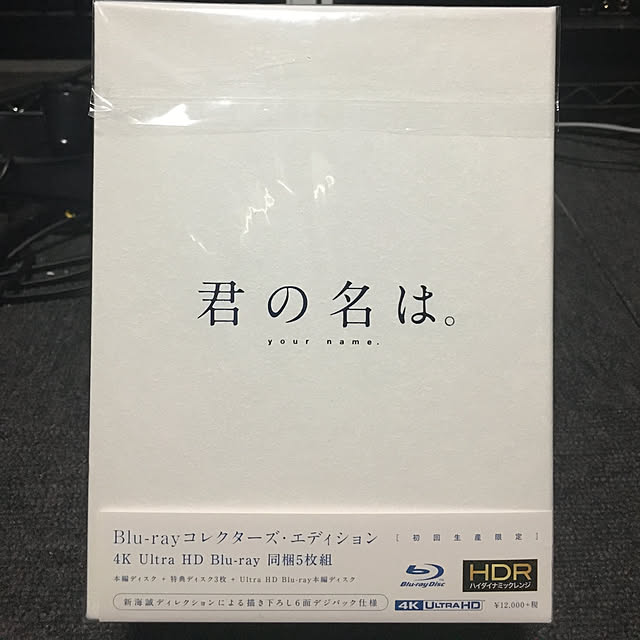 君の名は。
your name.
Blu-rayコレクターズ・エディション [初回生産限定]
4K Ultra HD Blu-ray 同梱5枚組
本編ディスク + 特典ディスク3枚 + Ultra HD Blu-ray本編ディスク
新海誠ディレクションによる描き下ろし6面デジパック仕様
Blu-ray Disc
HDR
ハイダイナミックレンジ
4K ULTRA HD
¥12,000+税